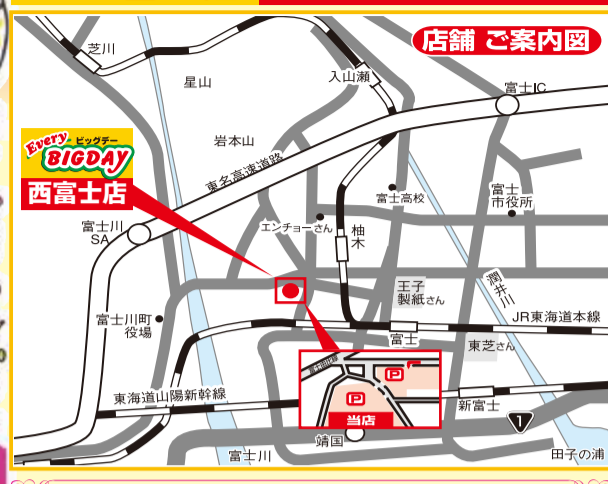 店舗 ご案内図
芝川
星山
入山瀬
富士IC
岩本山
Every
ビッグデー
BIGDAY
西富士店
東名高速道路
富士高校
富士
市役所
富士川
SA
エンチョーさん
柚木
王子
製紙さん
潤井川
富士川町
役場
JR東海道本線
富士
東芝さん
東海道山陽新幹線
P
P
当店
新富士
1
靖国
富士川
田子の浦